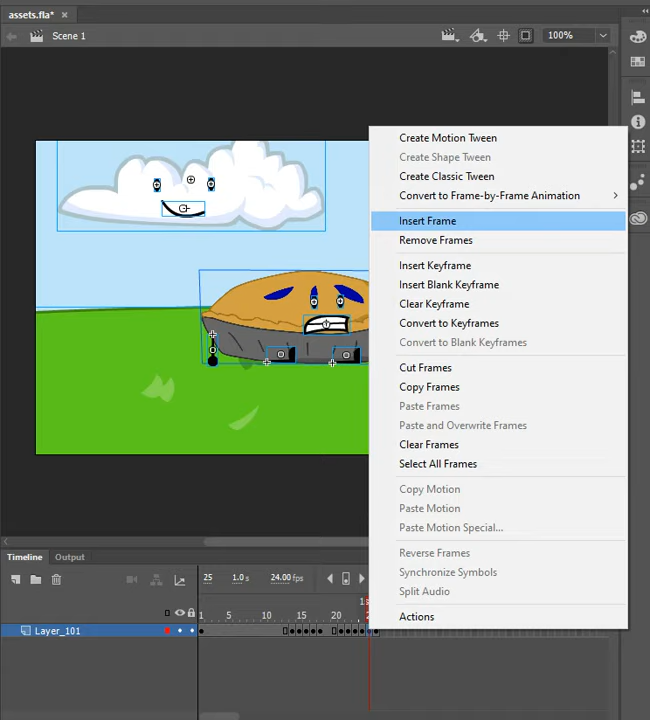 assets.fla* ×
Scene 1
100%
Create Motion Tween
Create Shape Tween
Create Classic Tween
Convert to Frame-by-Frame Animation
Insert Frame
Remove Frames
Insert Keyframe
Insert Blank Keyframe
Clear Keyframe
Convert to Keyframes
Convert to Blank Keyframes
Cut Frames
Copy Frames
Paste Frames
Paste and Overwrite Frames
Clear Frames
Select All Frames
Copy Motion
Paste Motion
Paste Motion Special...
Reverse Frames
Synchronize Symbols
Split Audio
Actions
Timeline
Output
25
1.0 s
24.00 fps
1 5 10 15 20
Layer_101